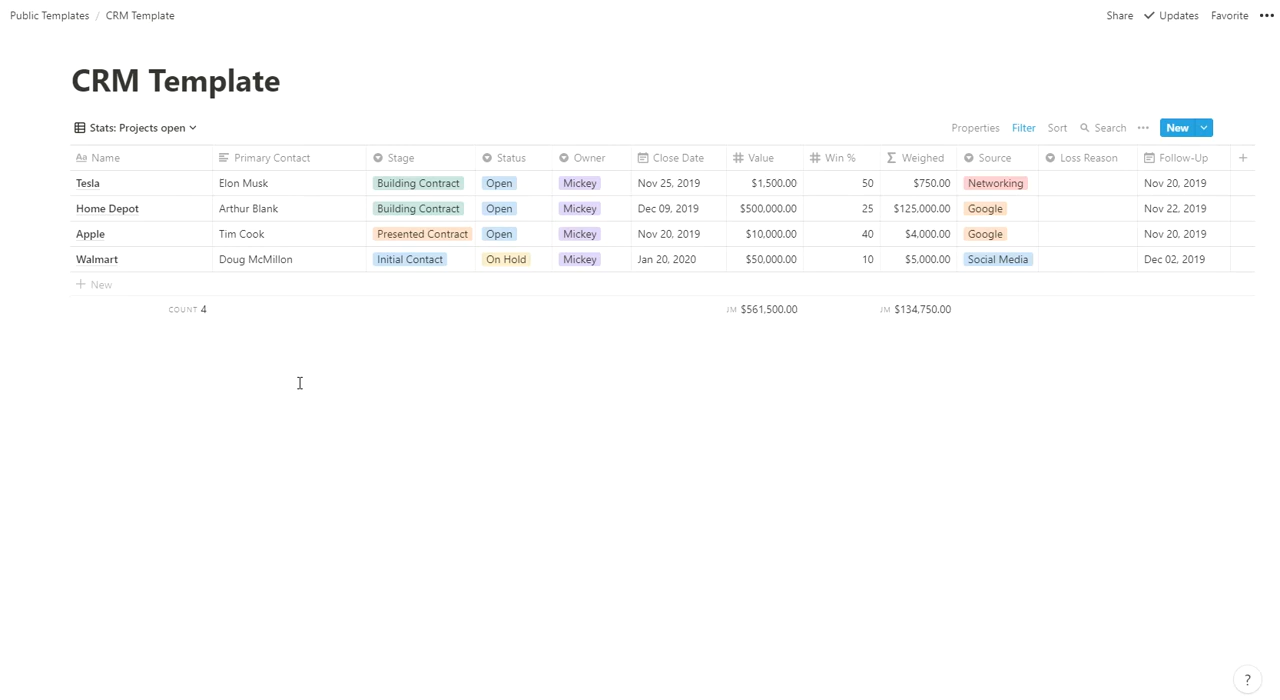 Public Templates / CRM Template Share Updates Favorite •••
CRM Template
Stats: Projects open Properties Filter Sort Search ••• New
Aa Name Primary Contact Stage Status Owner Close Date # Value # Win % Σ Weighed Source Loss Reason Follow-Up +
Tesla Elon Musk Building Contract Open Mickey Nov 25, 2019 $1,500.00 50 $750.00 Networking Nov 20, 2019
Home Depot Arthur Blank Building Contract Open Mickey Dec 09, 2019 $500,000.00 25 $125,000.00 Google Nov 22, 2019
Apple Tim Cook Presented Contract Open Mickey Nov 20, 2019 $10,000.00 40 $4,000.00 Google Nov 20, 2019
Walmart Doug McMillon Initial Contact On Hold Mickey Jan 20, 2020 $50,000.00 10 $5,000.00 Social Media Dec 02, 2019
+ New
COUNT 4 $561,500.00 $134,750.00
?